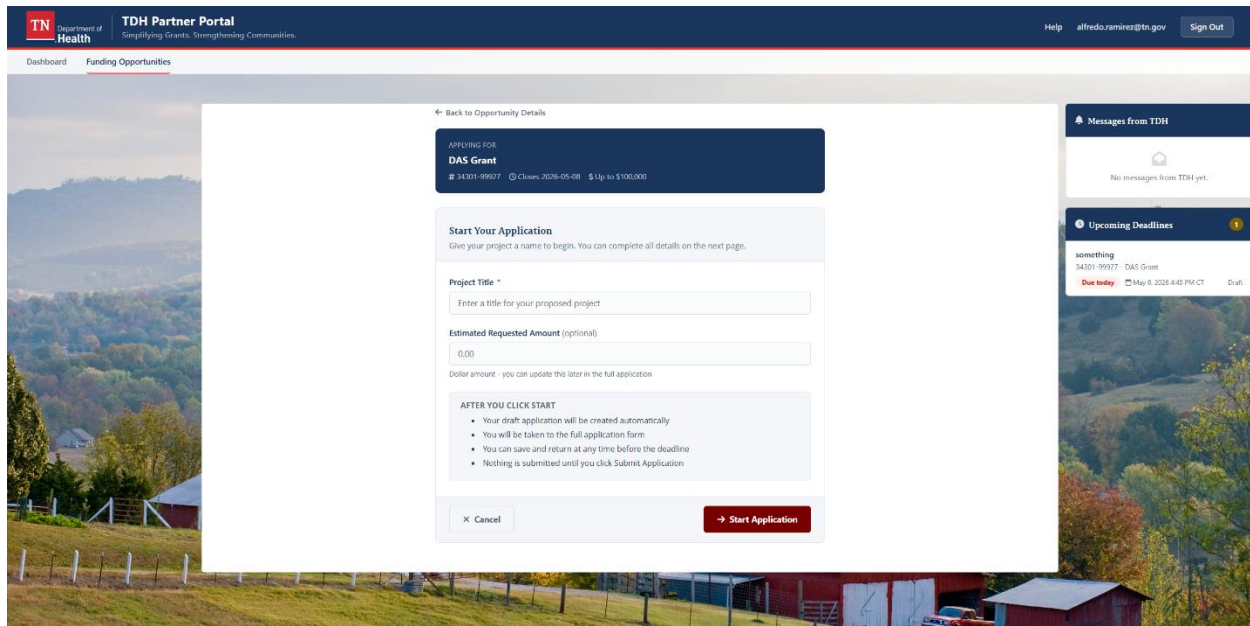 TN
Department of
Health
TDH Partner Portal
Simplifying Grants. Strengthening Communities.
Help
alfredo.ramirez@tn.gov
Sign Out
Dashboard
Funding Opportunities
← Back to Opportunity Details
APPLYING FOR
DAS Grant
# 34301-99927 Closes 2026-05-08 $ Up to $100,000
Start Your Application
Give your project a name to begin. You can complete all details on the next page.
Project Title *
Enter a title for your proposed project
Estimated Requested Amount (optional)
0.00
Dollar amount - you can update this later in the full application
AFTER YOU CLICK START
• Your draft application will be created automatically
• You will be taken to the full application form
• You can save and return at any time before the deadline
• Nothing is submitted until you click Submit Application
× Cancel
→ Start Application
Messages from TDH
No messages from TDH yet.
Upcoming Deadlines
1
something
34301-99927 · DAS Grant
Due today May 8, 2026 4:45 PM CT Draft